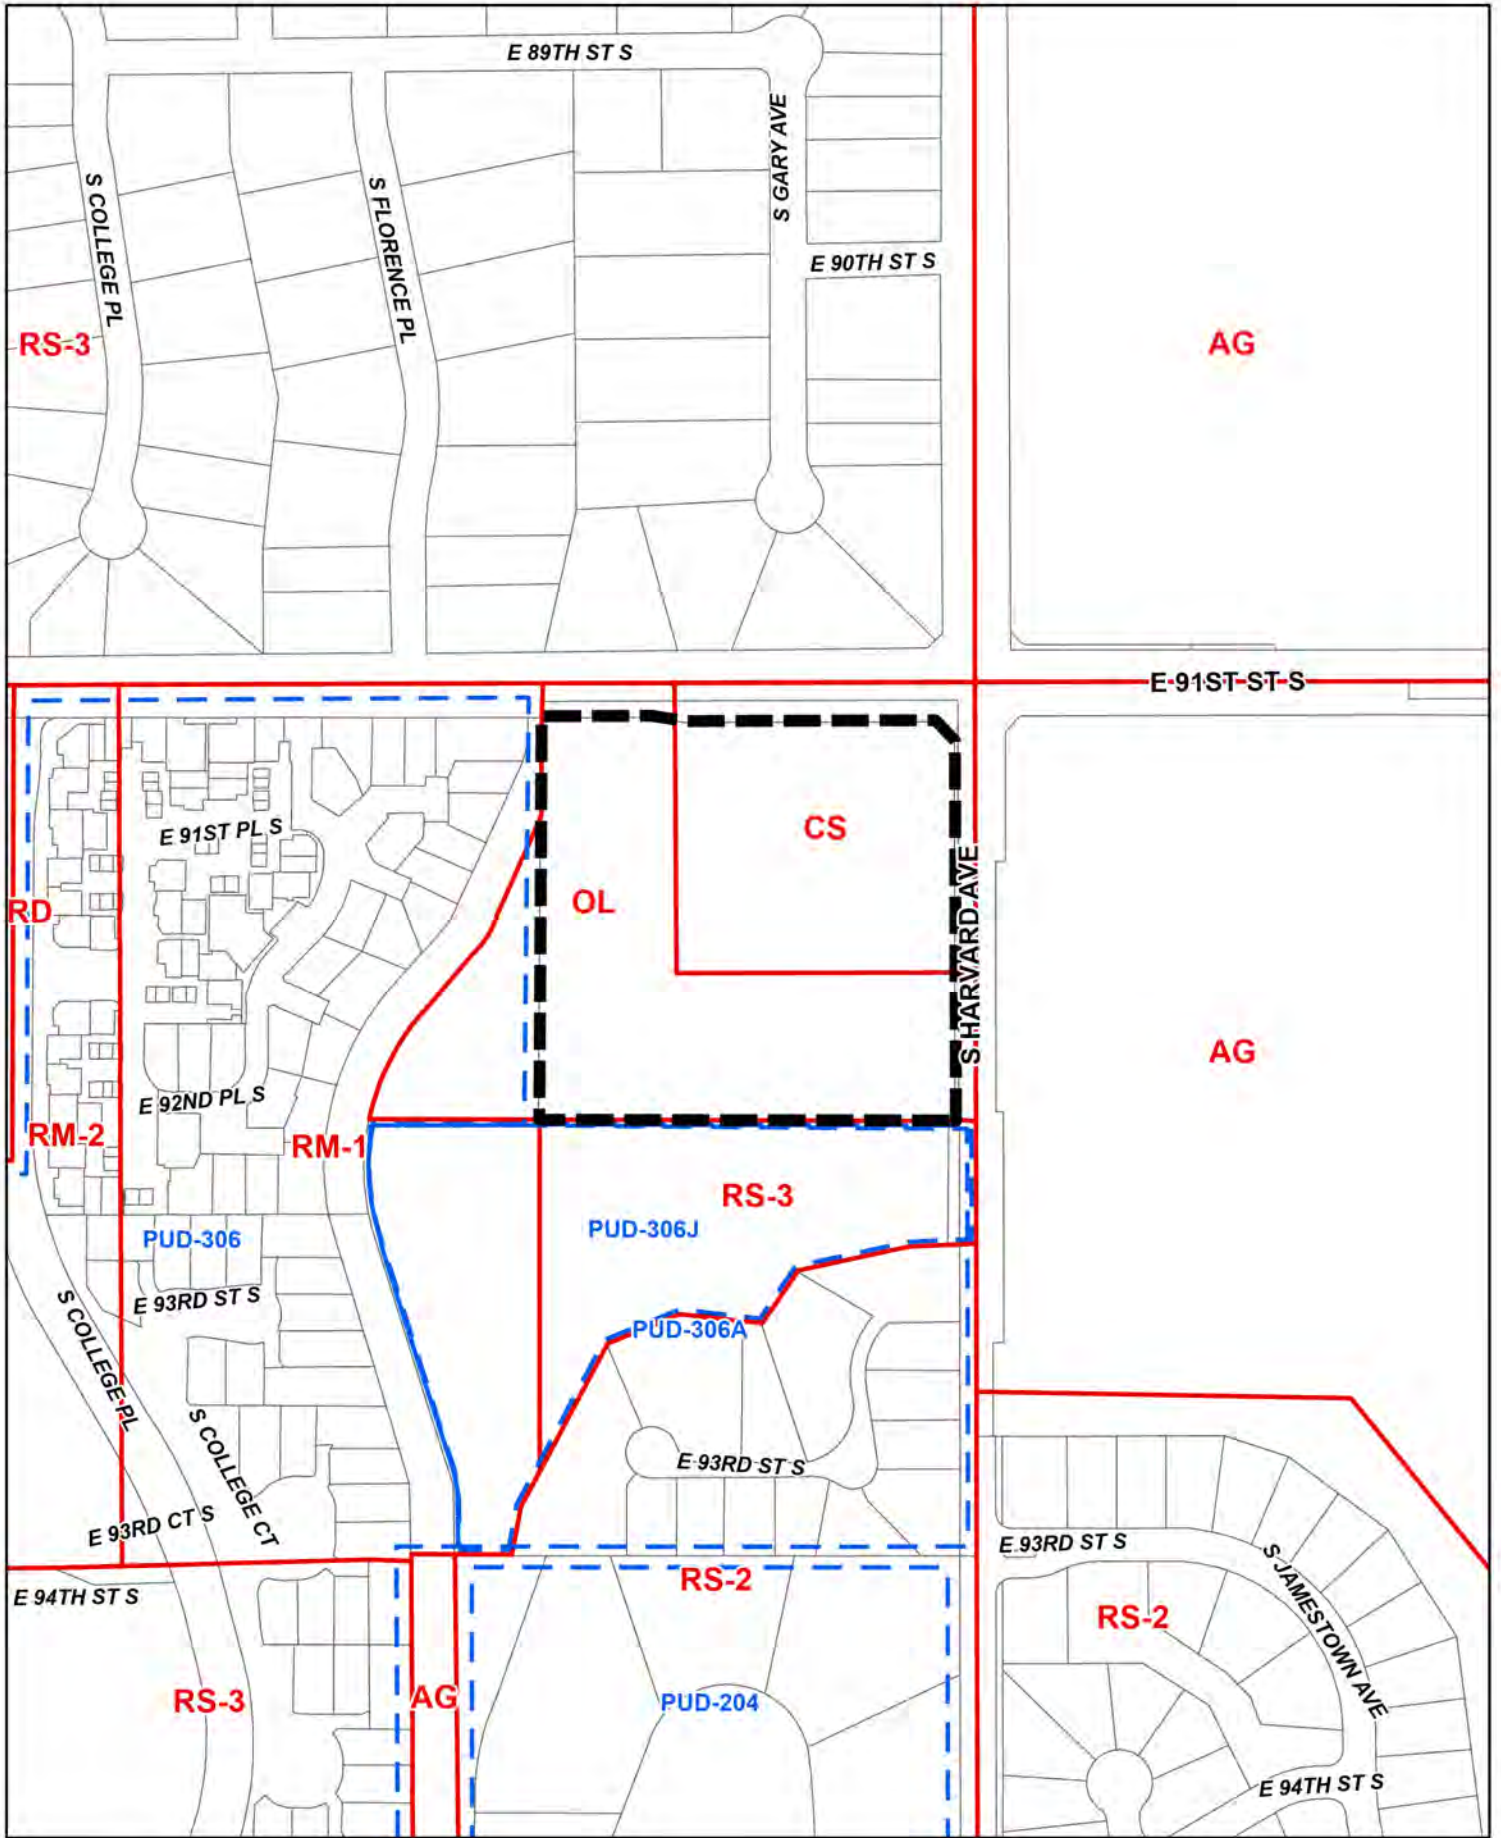 E 89TH ST S
S GARY AVE
S COLLEGE PL
S FLORENCE PL
E 90TH ST S
RS-3
AG
E 91ST ST S
CS
E 91ST PL S
OL
RD
S HARVARD AVE
AG
E 92ND PL S
RM-2
RM-1
RS-3
PUD-306
PUD-306J
E 93RD ST S
PUD-306A
S COLLEGE PL
S COLLEGE CT
E 93RD ST S
E 93RD CT S
E 93RD ST S
RS-2
S JAMESTOWN AVE
E 94TH ST S
RS-2
RS-3
AG
PUD-204
E 94TH ST S